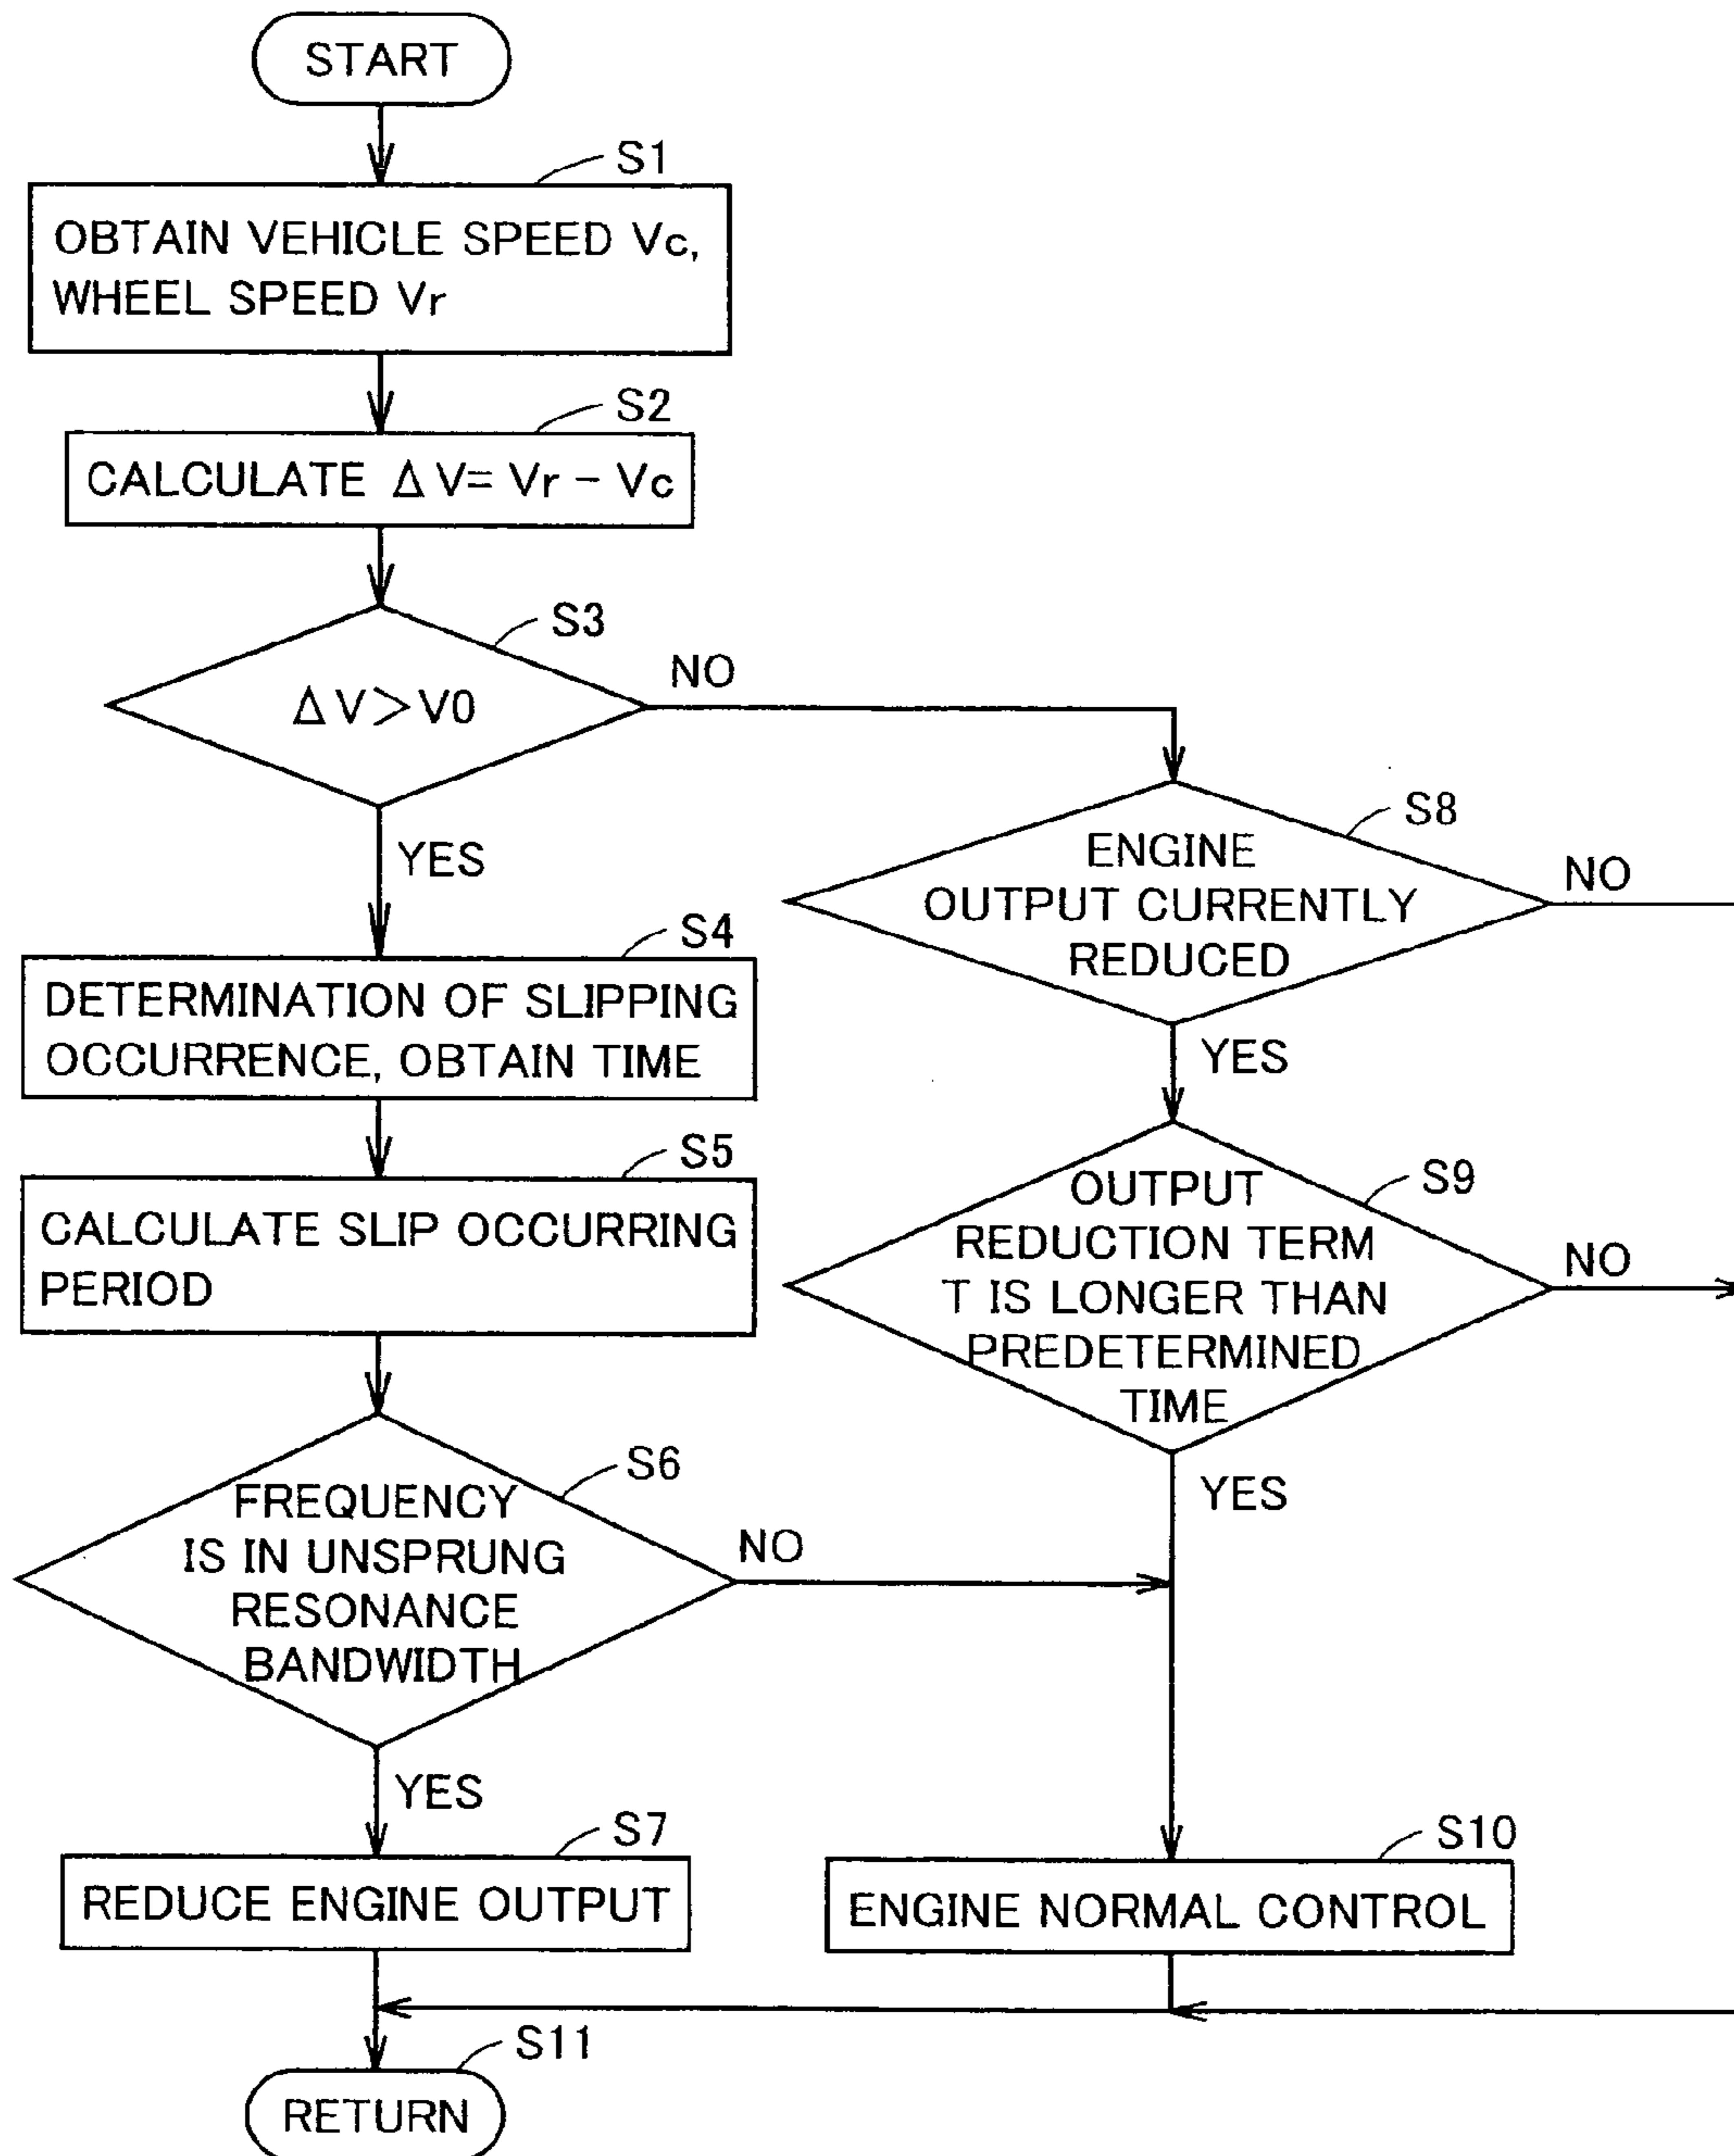 START
S1
OBTAIN VEHICLE SPEED Vc,
WHEEL SPEED Vr
S2
CALCULATE ΔV= Vr − Vc
S3
ΔV>V0
NO
YES
S4
DETERMINATION OF SLIPPING
OCCURRENCE, OBTAIN TIME
S5
CALCULATE SLIP OCCURRING
PERIOD
S6
FREQUENCY
IS IN UNSPRUNG
RESONANCE
BANDWIDTH
NO
YES
S7
REDUCE ENGINE OUTPUT
S8
ENGINE
OUTPUT CURRENTLY
REDUCED
NO
YES
S9
OUTPUT
REDUCTION TERM
T IS LONGER THAN
PREDETERMINED
TIME
NO
YES
S10
ENGINE NORMAL CONTROL
S11
RETURN